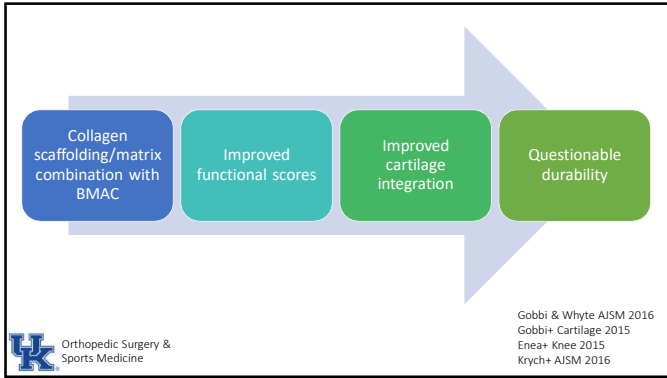 Collagen
scaffolding/matrix
combination with
BMAC
Improved
functional scores
Improved
cartilage
integration
Questionable
durability
Gobbi & Whyte AJSM 2016
Gobbi+ Cartilage 2015
Enea+ Knee 2015
Krych+ AJSM 2016
UK
Orthopedic Surgery &
Sports Medicine